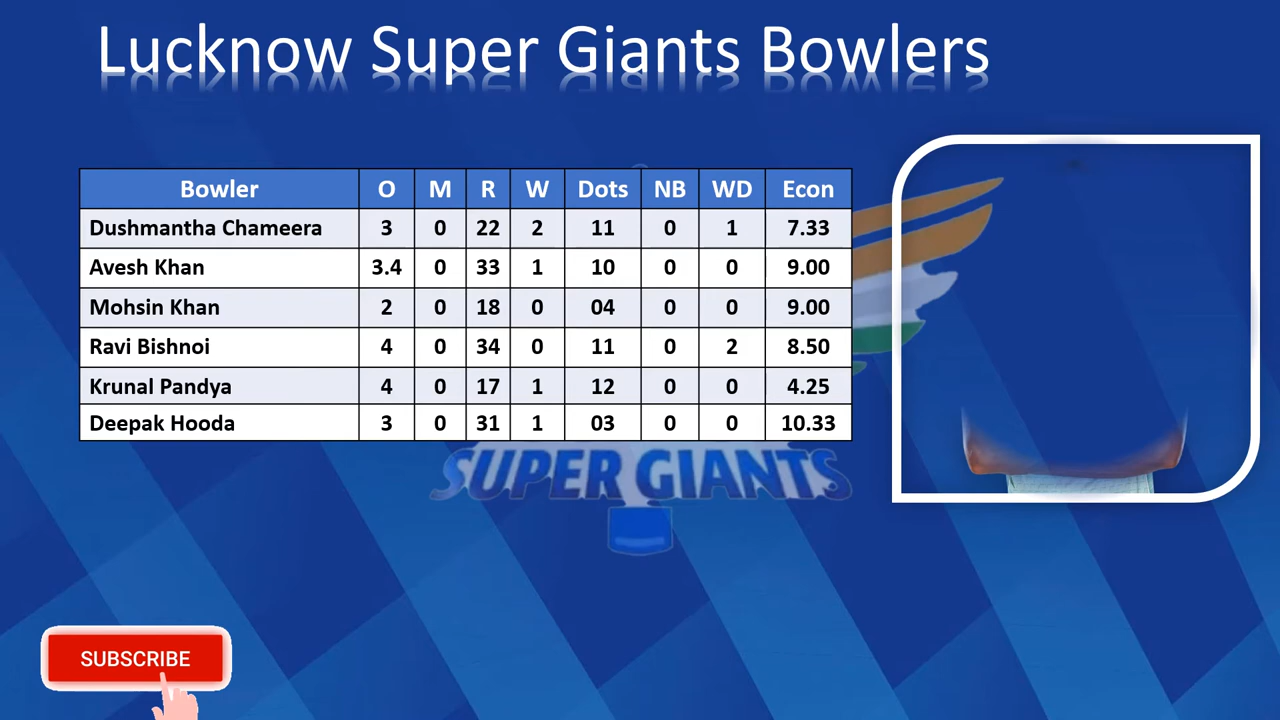 Lucknow Super Giants Bowlers
Bowler O M R W Dots NB WD Econ
Dushmantha Chameera 3 0 22 2 11 0 1 7.33
Avesh Khan 3.4 0 33 1 10 0 0 9.00
Mohsin Khan 2 0 18 0 04 0 0 9.00
Ravi Bishnoi 4 0 34 0 11 0 2 8.50
Krunal Pandya 4 0 17 1 12 0 0 4.25
Deepak Hooda 3 0 31 1 03 0 0 10.33
SUPER GIANTS
SUBSCRIBE